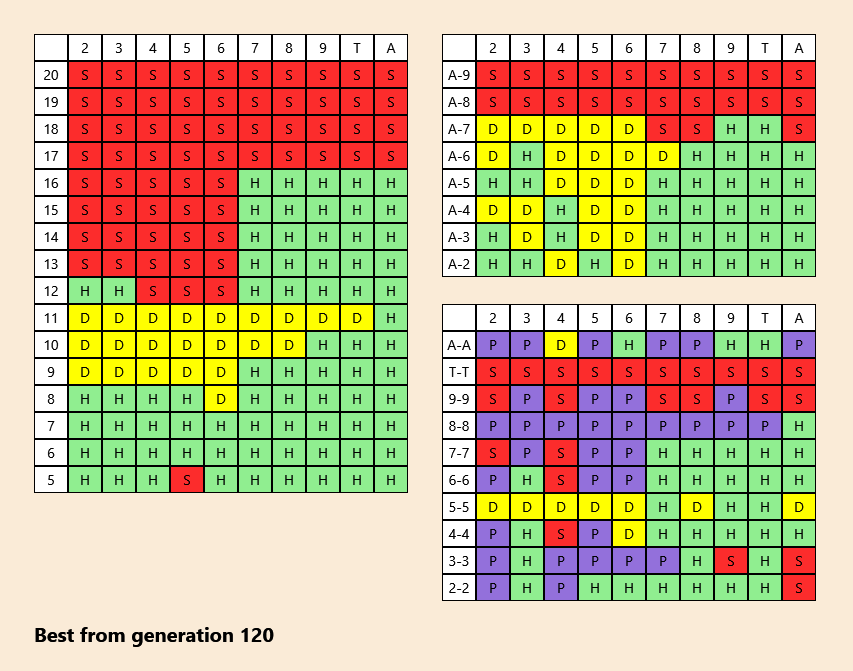 2 3 4 5 6 7 8 9 T A
20 S S S S S S S S S S
19 S S S S S S S S S S
18 S S S S S S S S S S
17 S S S S S S S S S S
16 S S S S S H H H H H
15 S S S S S H H H H H
14 S S S S S H H H H H
13 S S S S S H H H H H
12 H H S S S H H H H H
11 D D D D D D D D D H
10 D D D D D D D H H H
9 D D D D D H H H H H
8 H H H H D H H H H H
7 H H H H H H H H H H
6 H H H H H H H H H H
5 H H H S H H H H H H
2 3 4 5 6 7 8 9 T A
A-9 S S S S S S S S S S
A-8 S S S S S S S S S S
A-7 D D D D D S S H H S
A-6 D H D D D D H H H H
A-5 H H D D D H H H H H
A-4 D D H D D H H H H H
A-3 H D H D D H H H H H
A-2 H H D H D H H H H H
2 3 4 5 6 7 8 9 T A
A-A P P D P H P P H H P
T-T S S S S S S S S S S
9-9 S P S P P S S P S S
8-8 P P P P P P P P P H
7-7 S P S P P H H H H H
6-6 P H S P P H H H H H
5-5 D D D D D H D H H D
4-4 P H S P D H H H H H
3-3 P H P P P P H S H S
2-2 P H P H H H H H H S
Best from generation 120